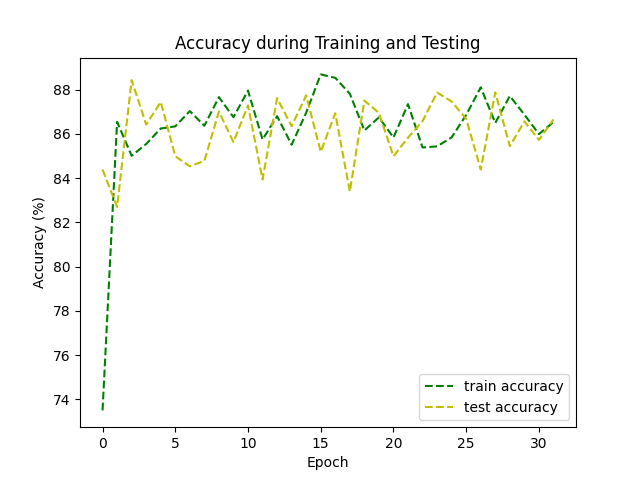 Accuracy during Training and Testing
88
86
84
82
80
78
76
74
Accuracy (%)
train accuracy
test accuracy
0 5 10 15 20 25 30
Epoch